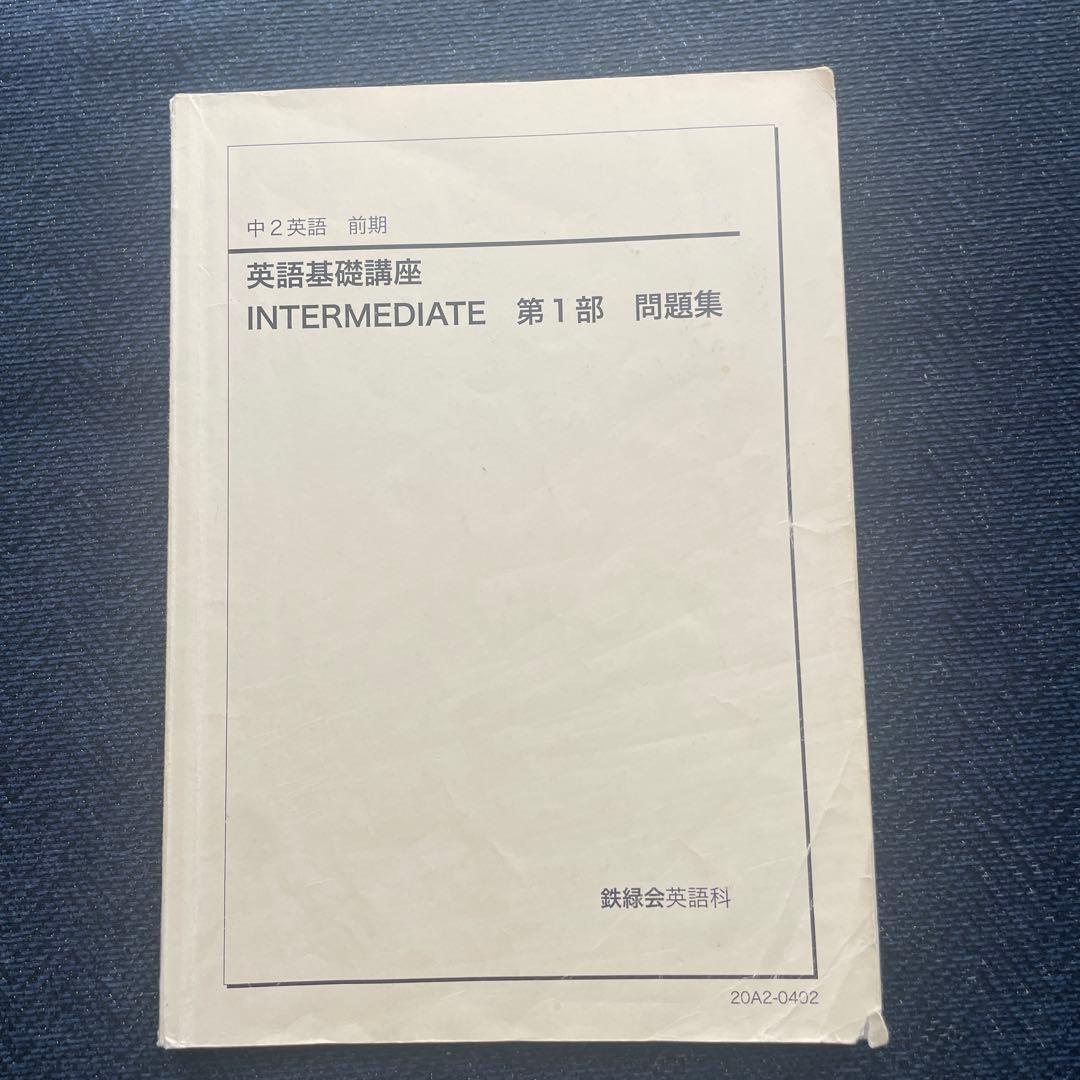 中2英語　前期
英語基礎講座
INTERMEDIATE　第1部　問題集
鉄緑会英語科
20A2-0402